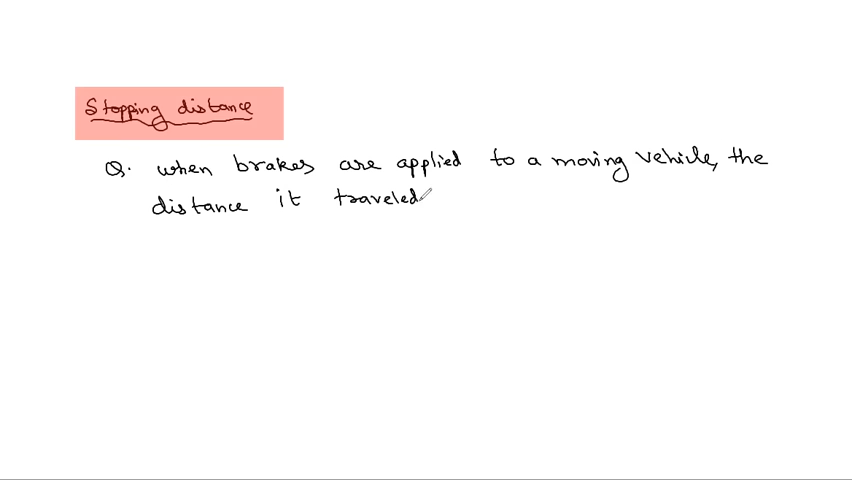 Stopping distance
Q. when brakes are applied to a moving vehicle, the
distance it traveled